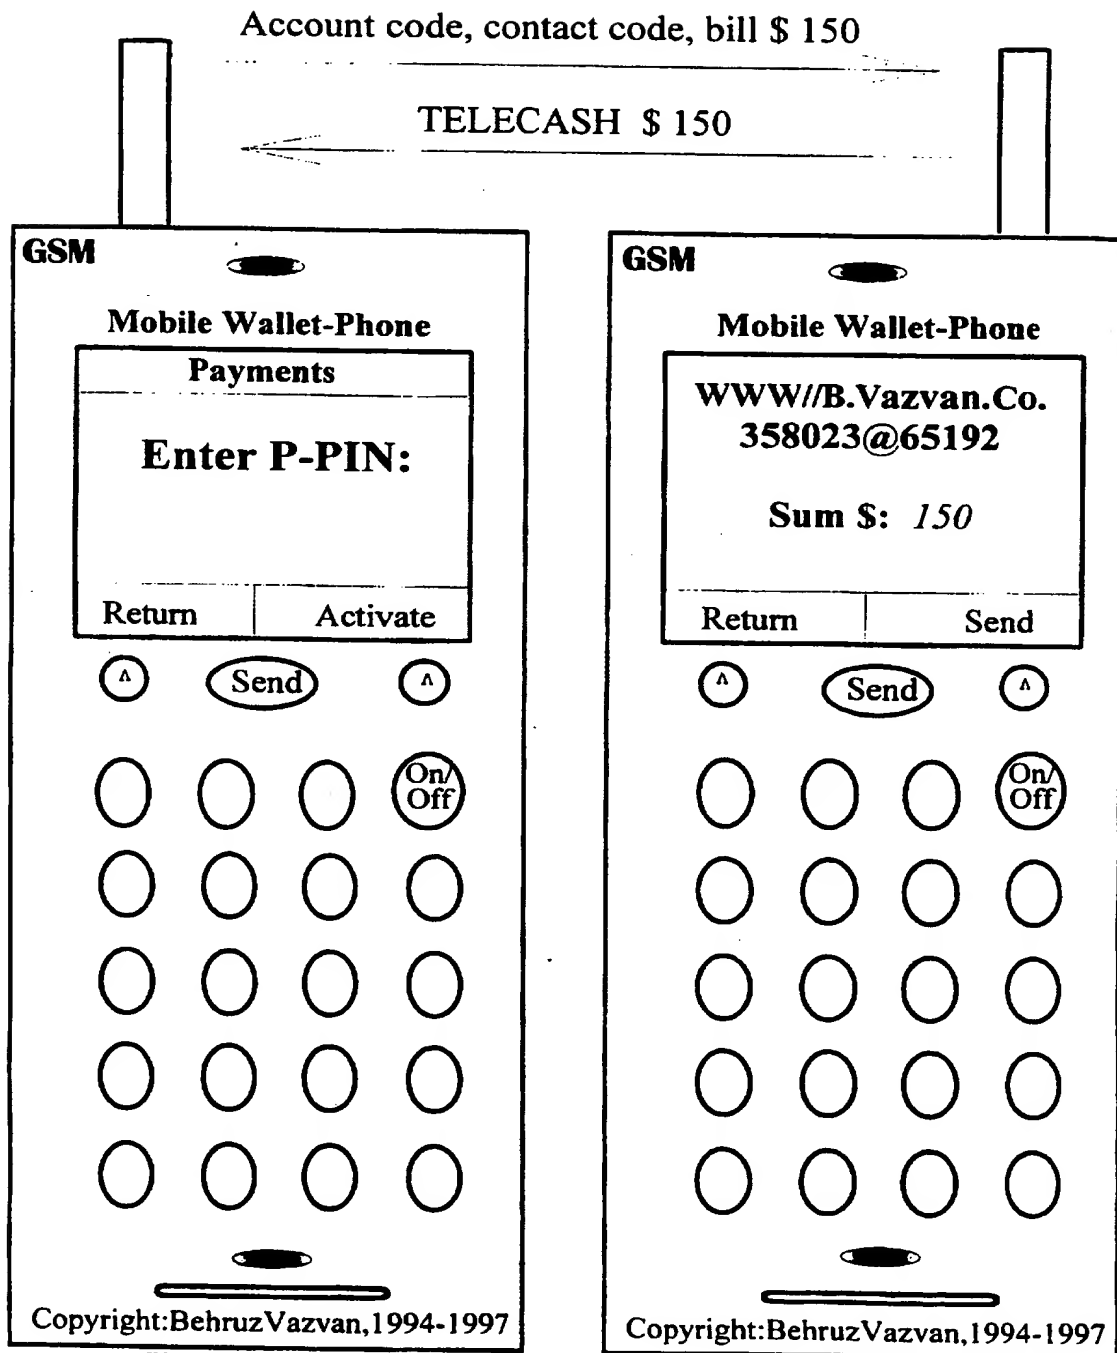 Account code, contact code, bill $ 150
TELECASH $ 150
GSM
Mobile Wallet-Phone
Payments
Enter P-PIN:
Return Activate
^ Send ^
On/
Off
Copyright:BehruzVazvan,1994-1997
GSM
Mobile Wallet-Phone
WWW//B.Vazvan.Co.
358023@65192
Sum $: 150
Return Send
^ Send ^
On/
Off
Copyright:BehruzVazvan,1994-1997